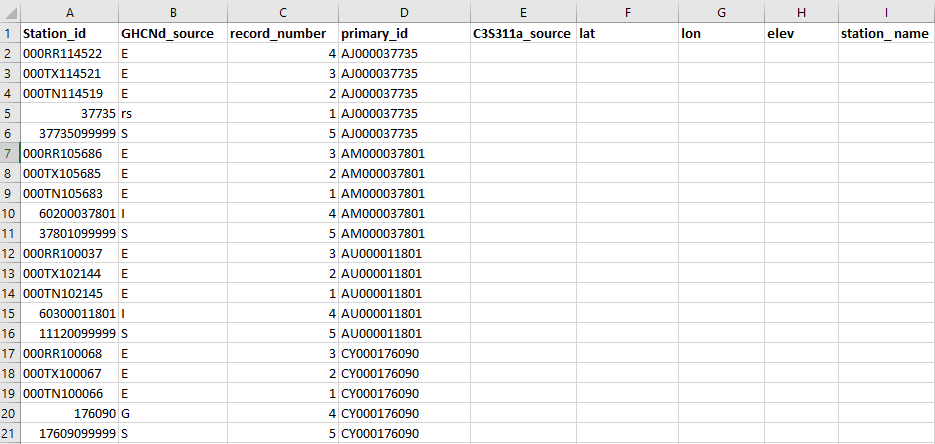 A B C D E F G H I
1 Station_id GHCNd_source record_number primary_id C3S311a_source lat lon elev station_ name
2 000RR114522 E 4 AJ000037735
3 000TX114521 E 3 AJ000037735
4 000TN114519 E 2 AJ000037735
5 37735 rs 1 AJ000037735
6 37735099999 S 5 AJ000037735
7 000RR105686 E 3 AM000037801
8 000TX105685 E 2 AM000037801
9 000TN105683 E 1 AM000037801
10 60200037801 I 4 AM000037801
11 37801099999 S 5 AM000037801
12 000RR100037 E 3 AU000011801
13 000TX102144 E 2 AU000011801
14 000TN102145 E 1 AU000011801
15 60300011801 I 4 AU000011801
16 11120099999 S 5 AU000011801
17 000RR100068 E 3 CY000176090
18 000TX100067 E 2 CY000176090
19 000TN100066 E 1 CY000176090
20 176090 G 4 CY000176090
21 17609099999 S 5 CY000176090